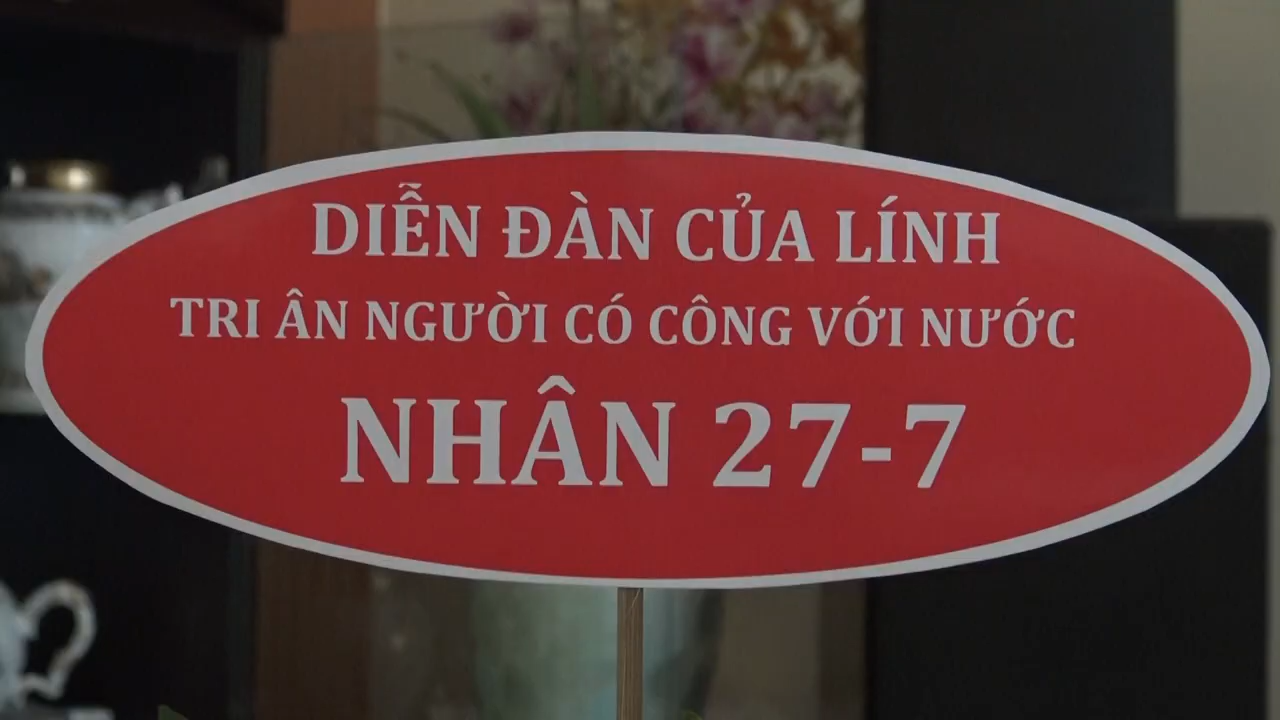 DIỄN ĐÀN CỦA LÍNH
TRI ÂN NGƯỜI CÓ CÔNG VỚI NƯỚC
NHÂN 27-7